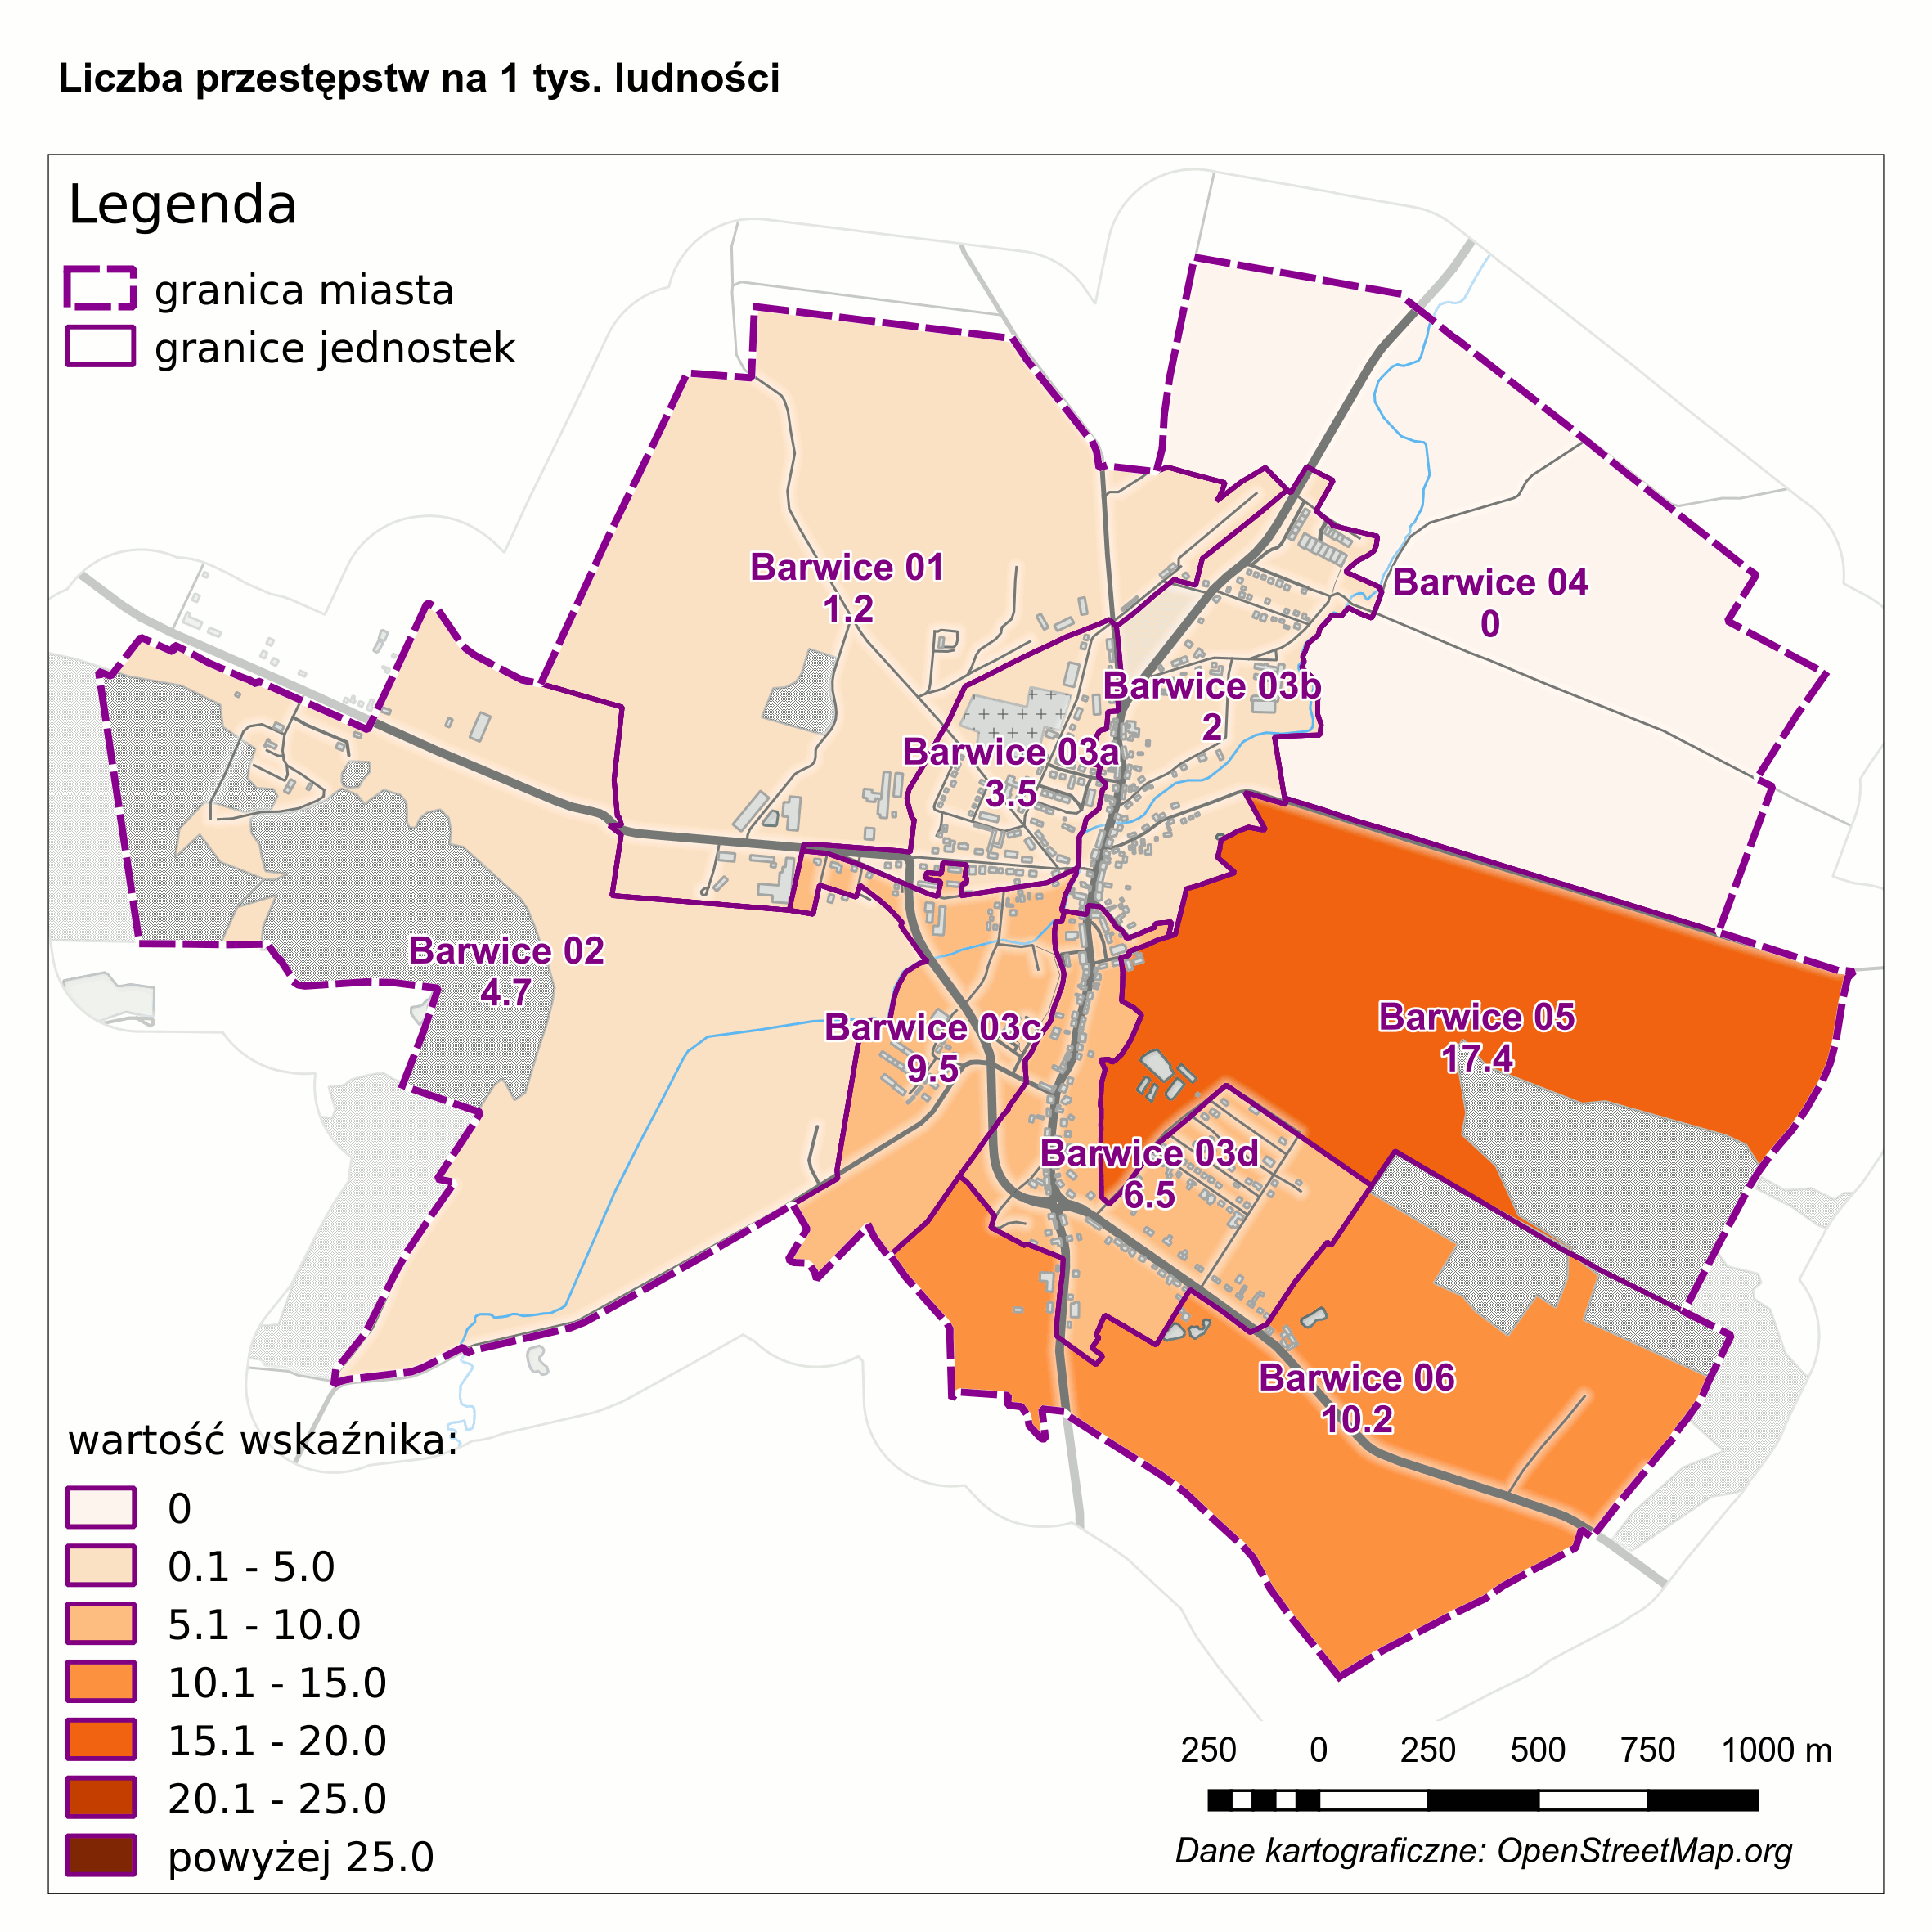 Liczba przestępstw na 1 tys. ludności
Legenda
granica miasta
granice jednostek
Barwice 01
1.2
Barwice 04
0
Barwice 03b
2
Barwice 03a
3.5
Barwice 02
4.7
Barwice 05
17.4
Barwice 03c
9.5
Barwice 03d
6.5
Barwice 06
10.2
wartość wskaźnika:
0
0.1 - 5.0
5.1 - 10.0
10.1 - 15.0
15.1 - 20.0
20.1 - 25.0
powyżej 25.0
250 0 250 500 750 1000 m
Dane kartograficzne: OpenStreetMap.org